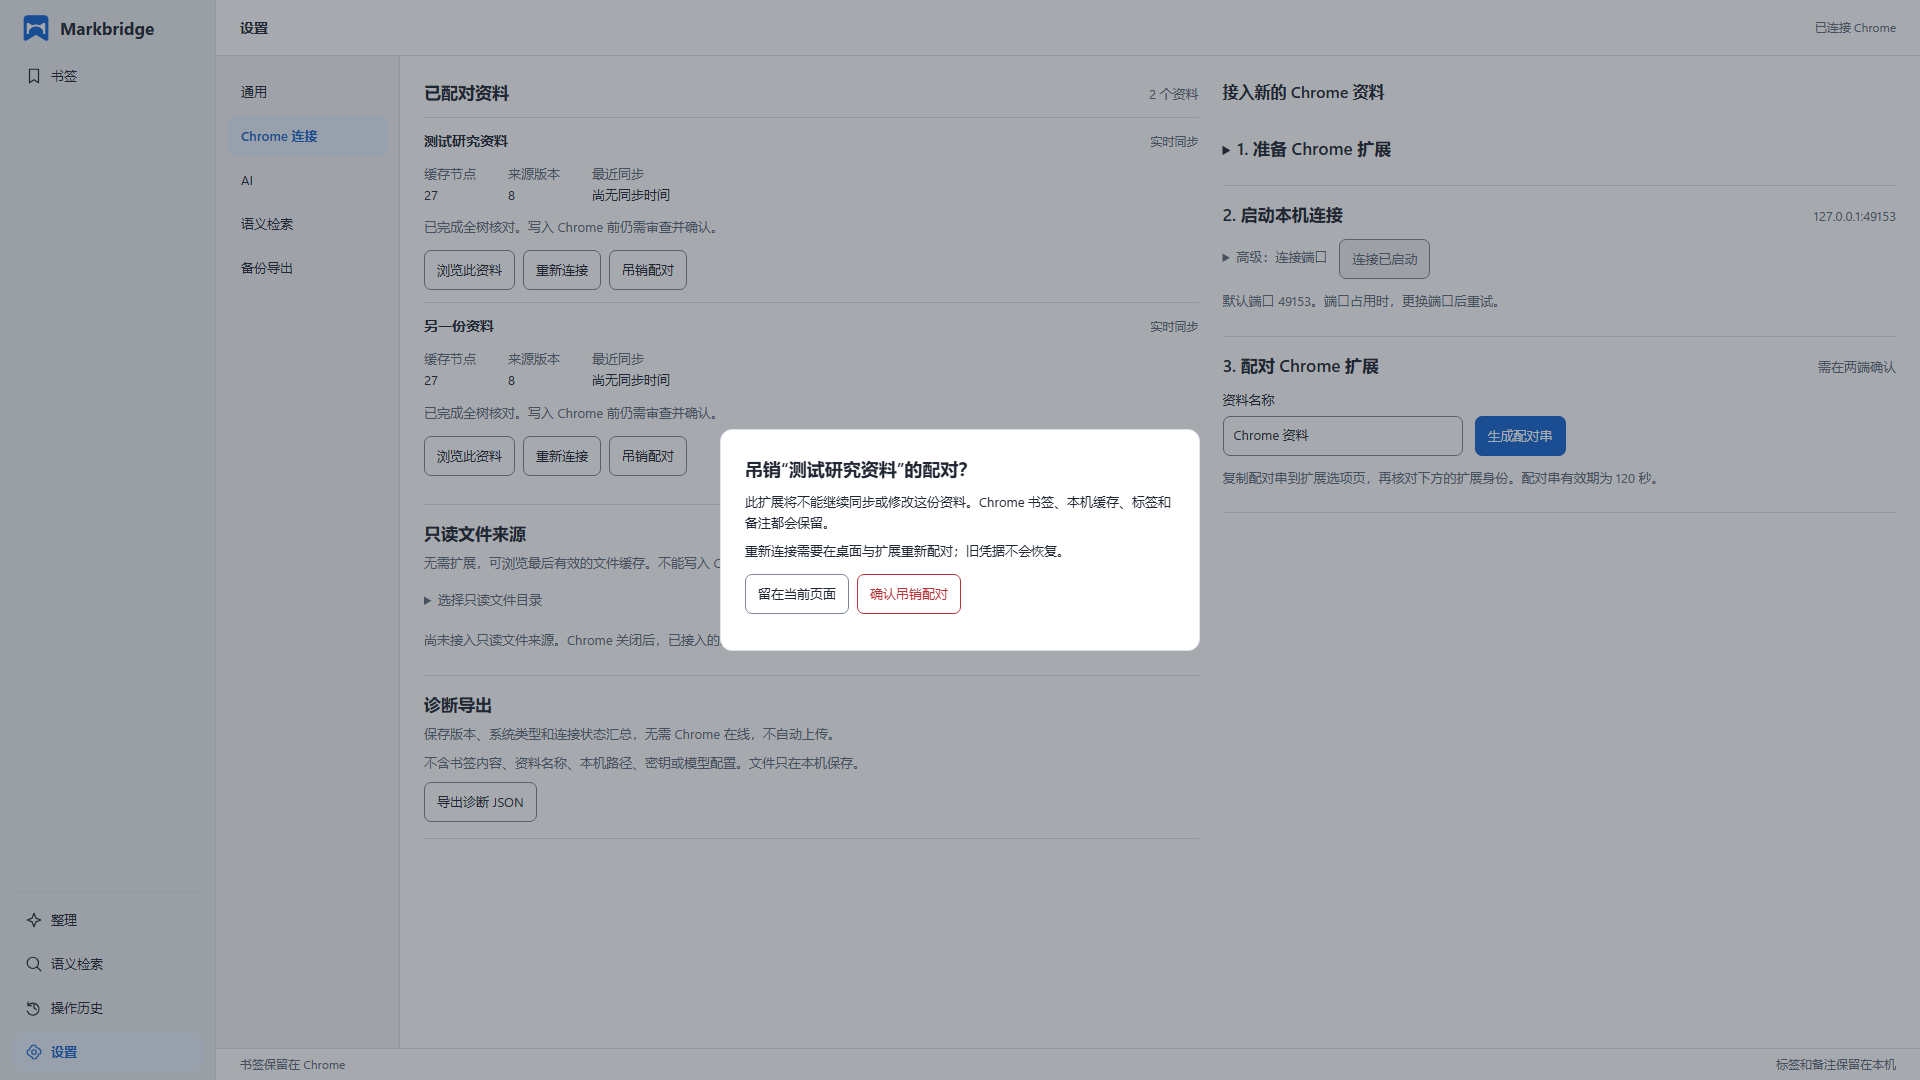 Markbridge
书签
整理
语义检索
操作历史
设置
设置
已连接 Chrome
通用
Chrome 连接
AI
语义检索
备份导出
已配对资料
2 个资料
测试研究资料
实时同步
缓存节点 来源版本 最近同步
27 8 尚无同步时间
已完成全树核对。写入 Chrome 前仍需审查并确认。
浏览此资料 重新连接 吊销配对
另一份资料
实时同步
缓存节点 来源版本 最近同步
27 8 尚无同步时间
已完成全树核对。写入 Chrome 前仍需审查并确认。
浏览此资料 重新连接 吊销配对
只读文件来源
无需扩展，可浏览最后有效的文件缓存。不能写入 C
选择只读文件目录
尚未接入只读文件来源。Chrome 关闭后，已接入的
诊断导出
保存版本、系统类型和连接状态汇总，无需 Chrome 在线，不自动上传。
不含书签内容、资料名称、本机路径、密钥或模型配置。文件只在本机保存。
导出诊断 JSON
接入新的 Chrome 资料
1. 准备 Chrome 扩展
2. 启动本机连接
127.0.0.1:49153
高级：连接端口 连接已启动
默认端口 49153。端口占用时，更换端口后重试。
3. 配对 Chrome 扩展
需在两端确认
资料名称
Chrome 资料 生成配对串
复制配对串到扩展选项页，再核对下方的扩展身份。配对串有效期为 120 秒。
吊销“测试研究资料”的配对？
此扩展将不能继续同步或修改这份资料。Chrome 书签、本机缓存、标签和
备注都会保留。
重新连接需要在桌面与扩展重新配对；旧凭据不会恢复。
留在当前页面 确认吊销配对
书签保留在 Chrome
标签和备注保留在本机